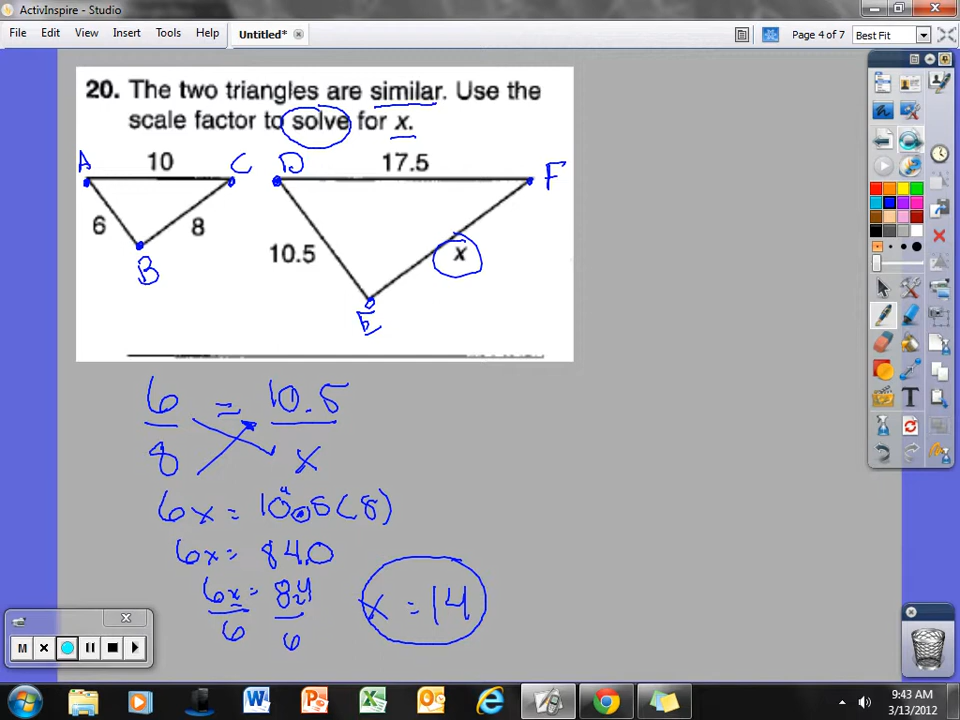 ActivInspire - Studio
File Edit View Insert Tools Help Untitled* Page 4 of 7 Best Fit
20. The two triangles are similar. Use the
scale factor to solve for x.
A 10 C D 17.5 F
6 8 10.5 x
B
E
6 = 10.5
8 x
6x = 10.5(8)
6x = 84.0
6x = 84
6 6
x = 14
M
T
9:43 AM
3/13/2012